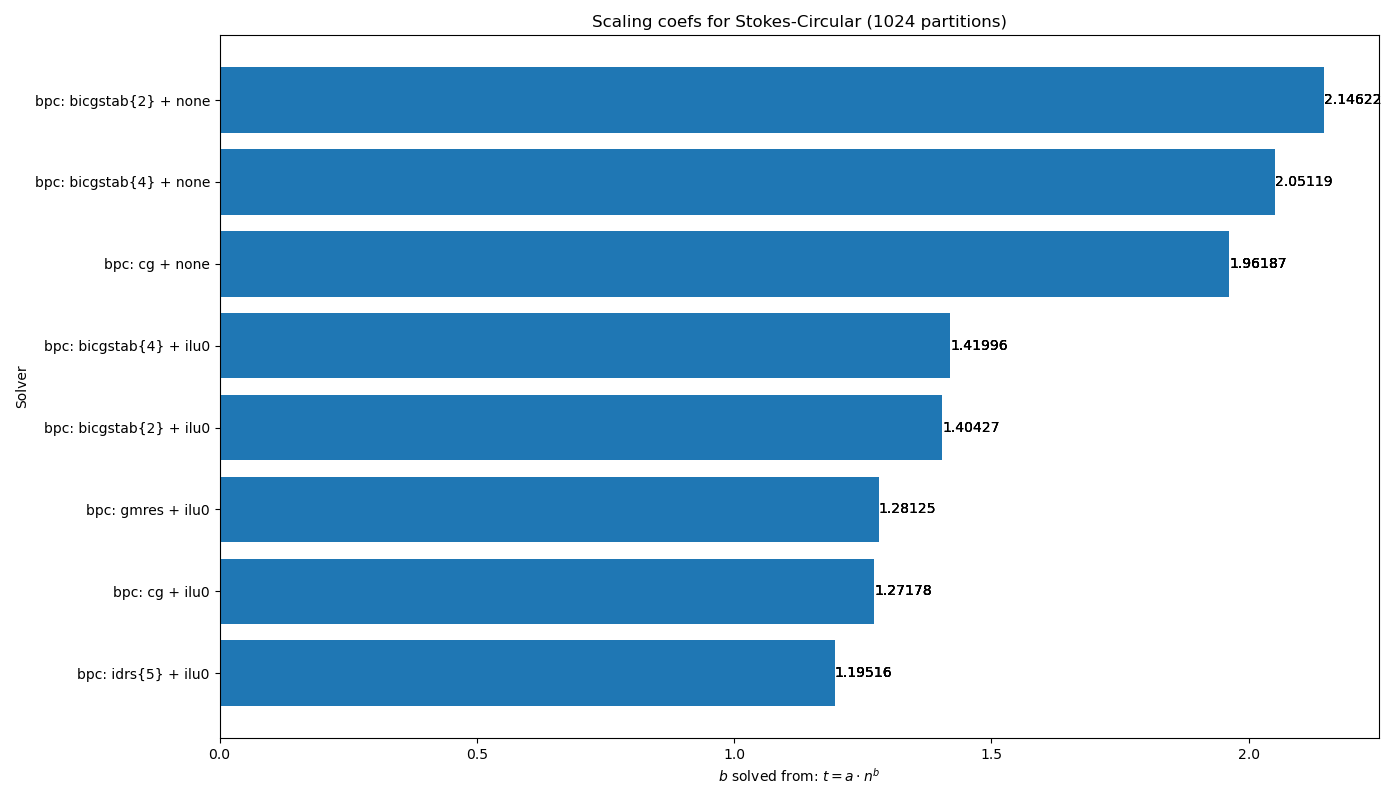 Scaling coefs for Stokes-Circular (1024 partitions)
Solver
bpc: bicgstab{2} + none 2.14622
bpc: bicgstab{4} + none 2.05119
bpc: cg + none 1.96187
bpc: bicgstab{4} + ilu0 1.41996
bpc: bicgstab{2} + ilu0 1.40427
bpc: gmres + ilu0 1.28125
bpc: cg + ilu0 1.27178
bpc: idrs{5} + ilu0 1.19516
0.0 0.5 1.0 1.5 2.0
b solved from: t = a · n^b